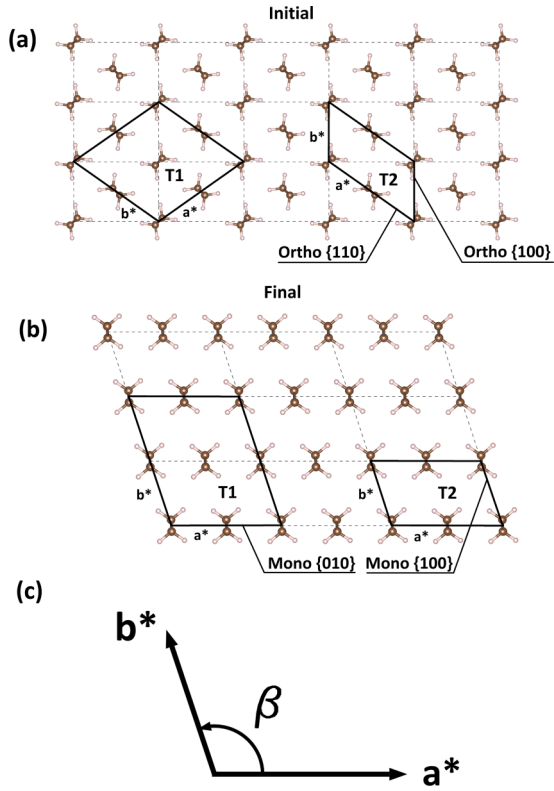 Initial
(a)
b*
T1
T2
a*
b*
a*
Ortho {110}
Ortho {100}
Final
(b)
b*
T1
b*
T2
a*
a*
Mono {010}
Mono {100}
(c)
b*
β
a*